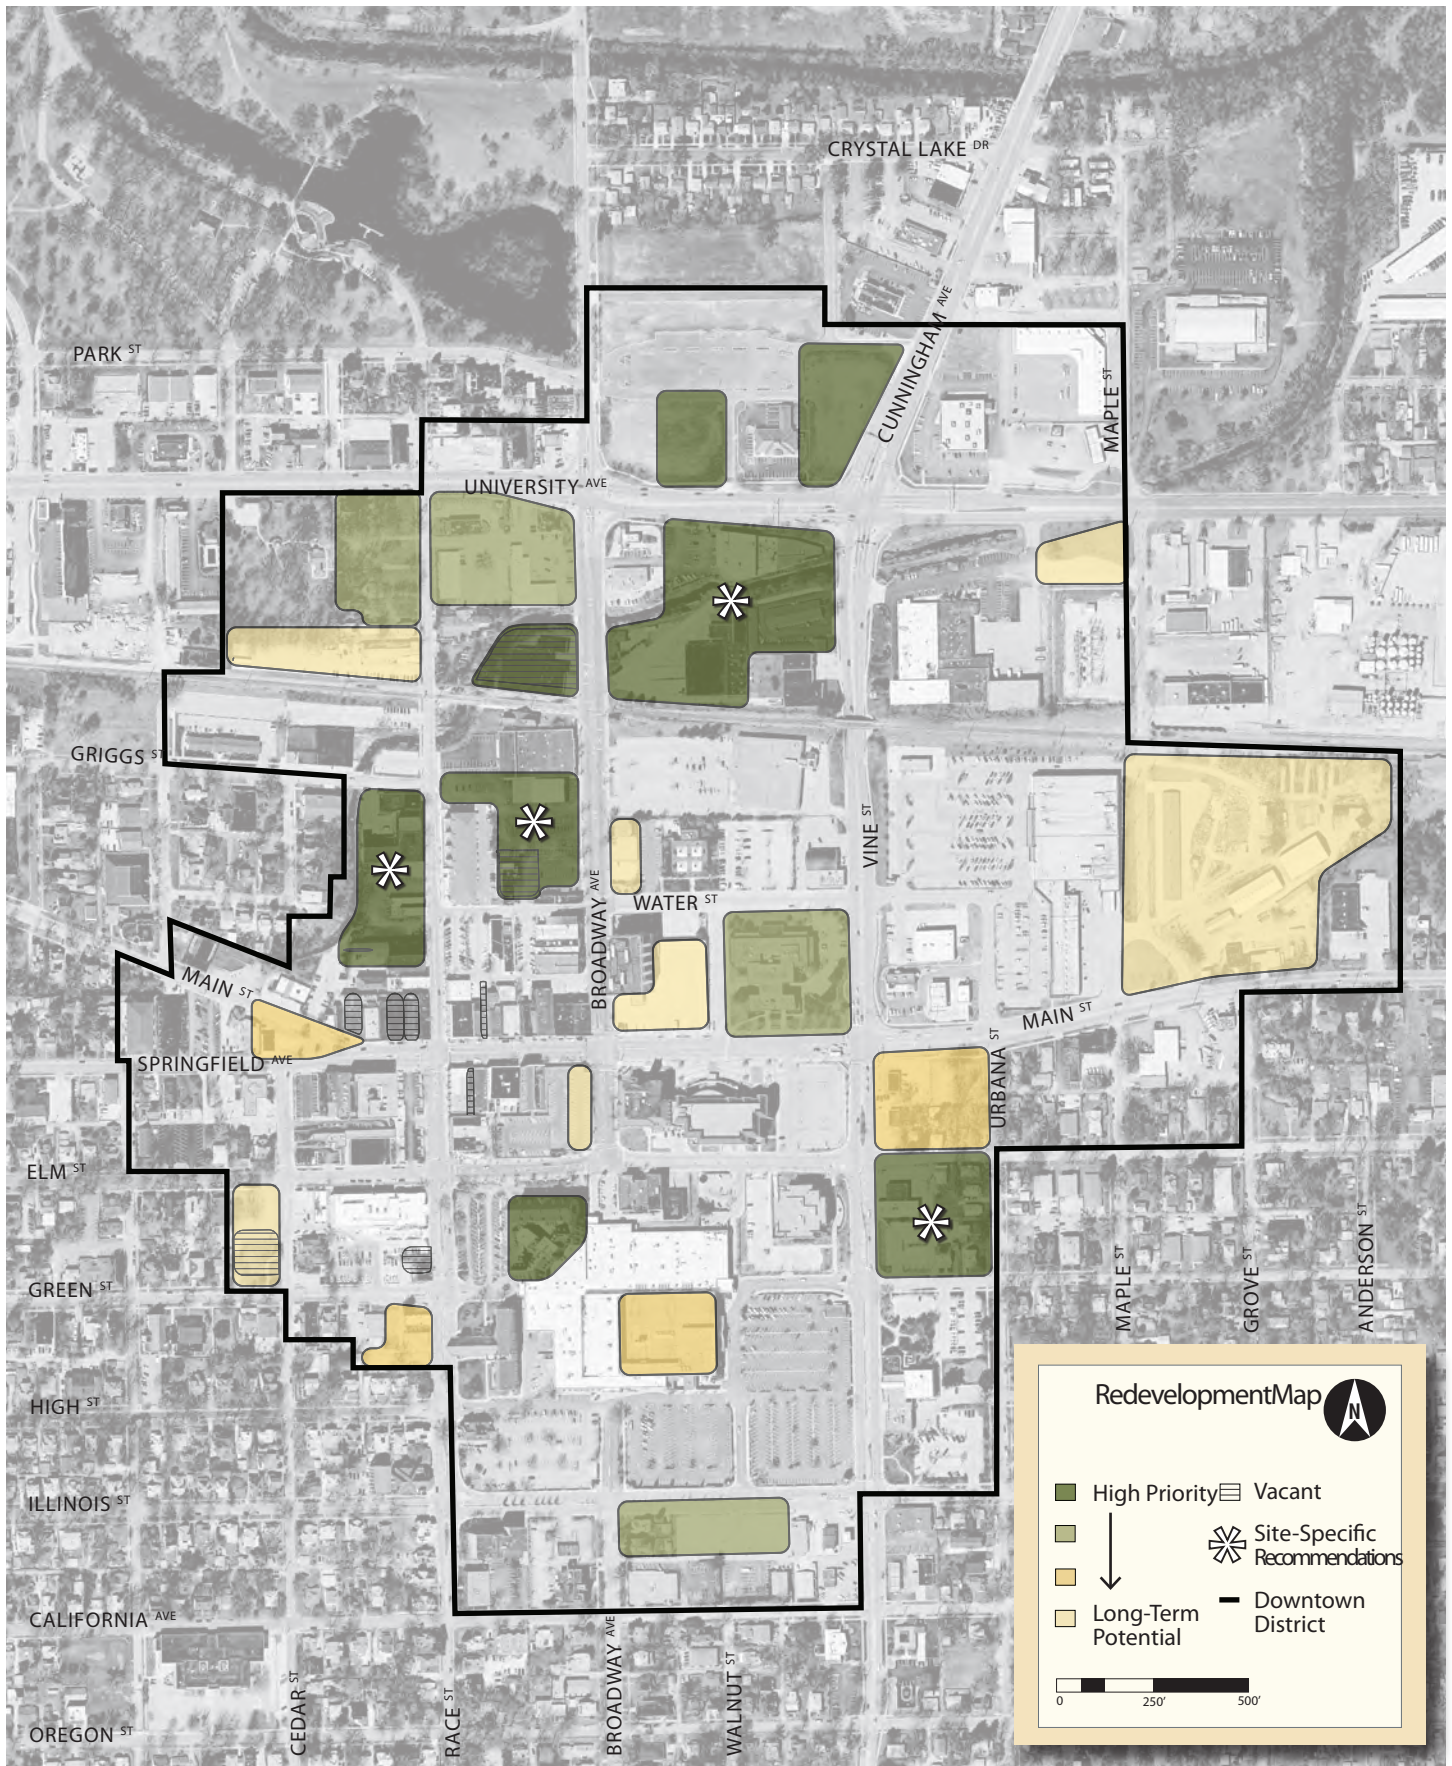 CRYSTAL LAKE DR
CUNNINGHAM AVE
PARK ST
MAPLE ST
UNIVERSITY AVE
GRIGGS ST
VINE ST
BROADWAY AVE
WATER ST
MAIN ST
MAIN ST
URBANA ST
SPRINGFIELD AVE
ELM ST
GREEN ST
MAPLE ST
GROVE ST
ANDERSON ST
HIGH ST
ILLINOIS ST
CALIFORNIA AVE
OREGON ST
CEDAR ST
RACE ST
BROADWAY AVE
WALNUT ST
RedevelopmentMap
N
High Priority
Vacant
Site-Specific
Recommendations
Long-Term
Potential
Downtown
District
0 250' 500'